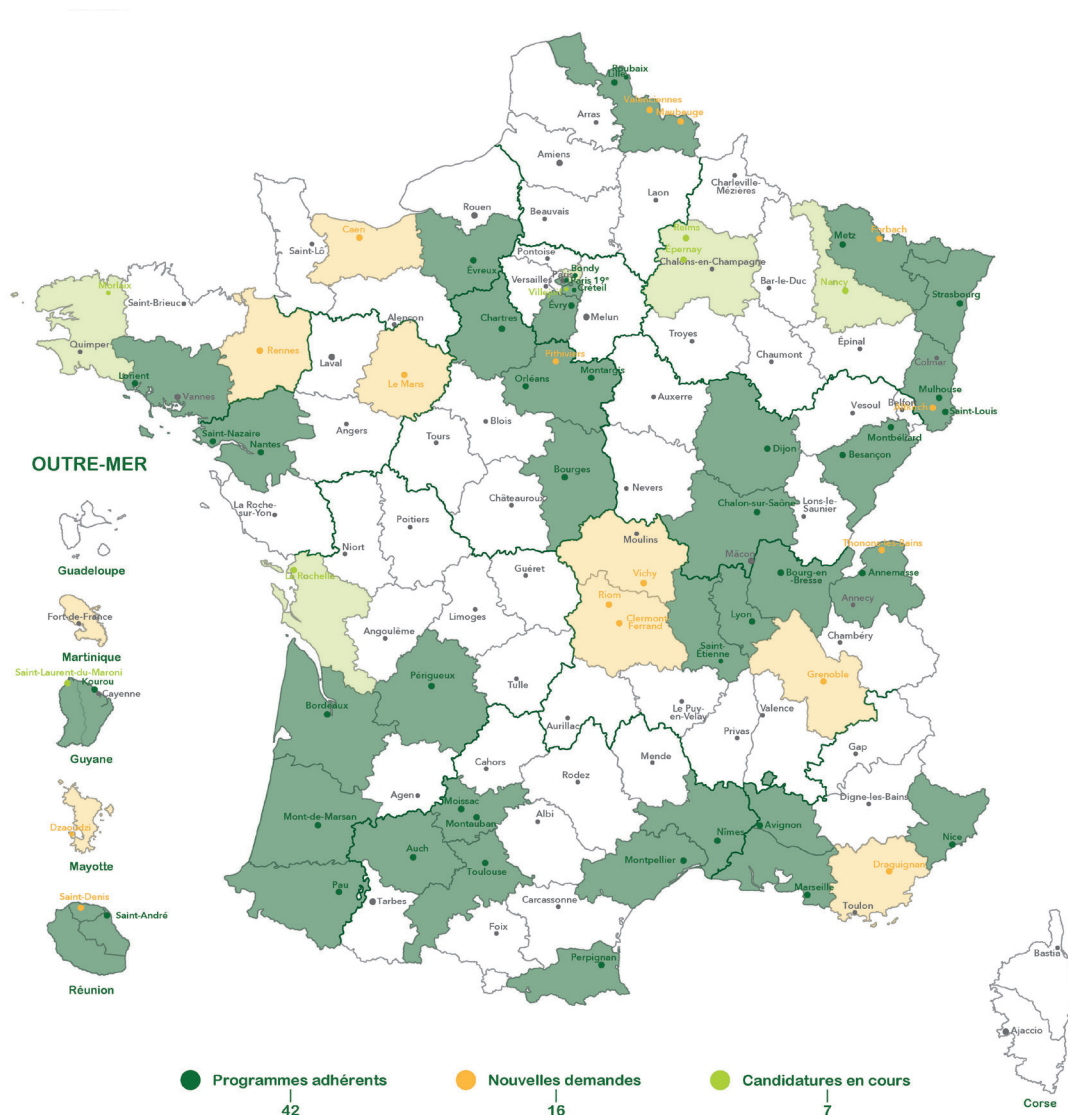 Roubaix
Lille
Valenciennes
Maubeuge
Arras
Amiens
Charleville-
Mézières
Laon
Rouen
Beauvais
Caen
Saint-Lô
Reims
Épernay
Chalons-en-Champagne
Metz
Forbach
Pontoise
Évreux
Paris
Bondy
Paris 19e
Versailles
Créteil
Évry
Melun
Bar-le-Duc
Nancy
Strasbourg
Morlaix
Saint-Brieuc
Alençon
Chartres
Troyes
Épinal
Quimper
Rennes
Laval
Le Mans
Pithiviers
Chaumont
Colmar
Lorient
Vannes
Orléans
Montargis
Auxerre
Vesoul
Belfort
Mulhouse
Saint-Louis
Blois
Montbéliard
Saint-Nazaire
Nantes
Angers
Tours
Dijon
Besançon
OUTRE-MER
Bourges
Nevers
Châteauroux
Chalon-sur-Saône
Lons-le-
Saunier
La Roche-
sur-Yon
Poitiers
Niort
Moulins
Mâcon
Thonon-les-Bains
Guadeloupe
La Rochelle
Guéret
Vichy
Bourg-en
-Bresse
Annemasse
Riom
Clermont
Ferrand
Lyon
Annecy
Fort-de-France
Limoges
Angoulême
Saint-
Étienne
Chambéry
Martinique
Saint-Laurent-du-Maroni
Kourou
Cayenne
Périgueux
Tulle
Grenoble
Bordeaux
Le Puy-
en-Velay
Valence
Aurillac
Privas
Guyane
Gap
Cahors
Mende
Rodez
Agen
Digne-les-Bains
Moissac
Montauban
Albi
Mont-de-Marsan
Avignon
Nîmes
Dzaoudzi
Auch
Toulouse
Montpellier
Nice
Mayotte
Draguignan
Pau
Marseille
Saint-Denis
Saint-André
Tarbes
Carcassonne
Toulon
Foix
Bastia
Perpignan
Réunion
Ajaccio
Programmes adhérents
Nouvelles demandes
Candidatures en cours
Corse
42
16
7